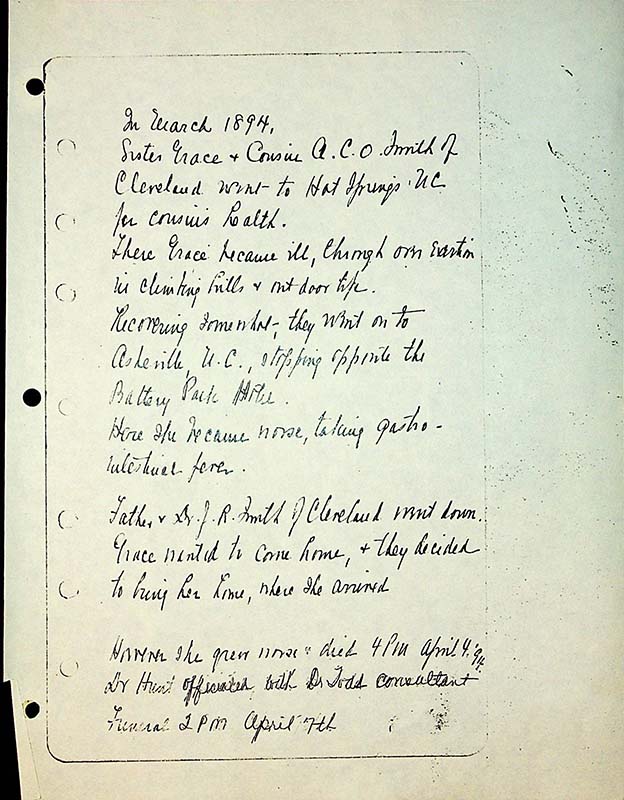 In March 1894,
Sister Grace + Cousin A. C. O. Smith of
Cleveland went to Hot Springs. NC
for cousin's health.
There Grace became ill, through over exertion
in climbing hills + out door life.
Recovering somewhat, they went on to
Asheville, N.C., stopping opposite the
Battery Park Hotel.
Here she became worse, taking gastro-
intestinal fever.
Father + Dr. J. R. Smith of Cleveland went down.
Grace wanted to come home, + they decided
to bring her home, where she arrived
However she grew worse + died 4 PM April 4. '94.
Dr Hunt officiated with Dr Todd consultant
Funeral 2 PM April 7th